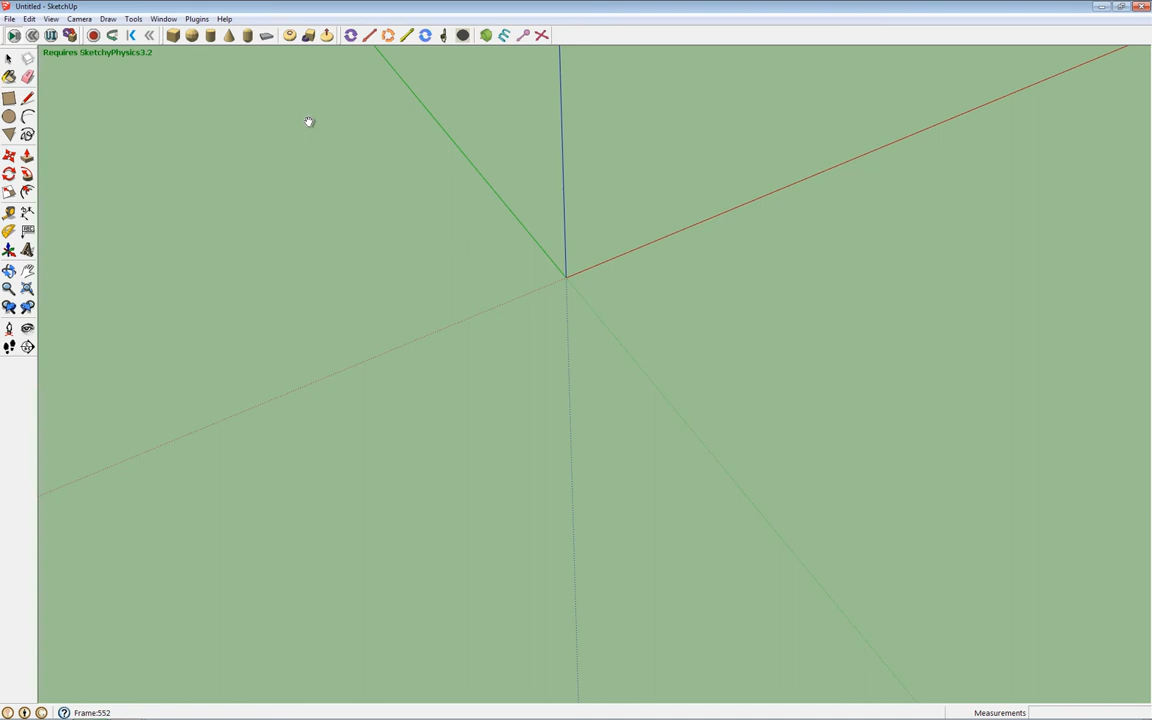 Untitled - SketchUp
File Edit View Camera Draw Tools Window Plugins Help
Requires SketchyPhysics3.2
Frame:552
Measurements